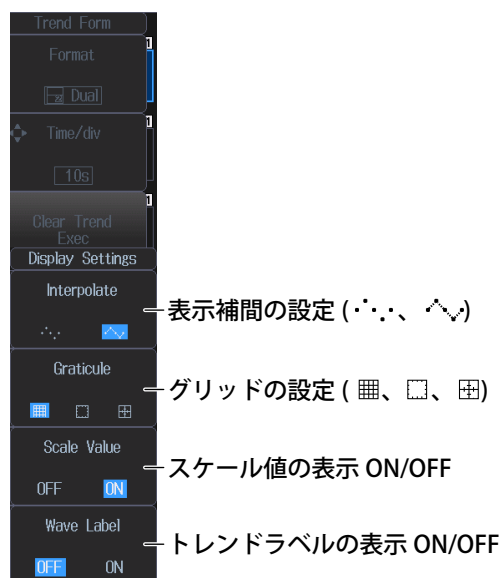 Trend Form
Format
Dual
Time/div
10s
Clear Trend
Exec
Display Settings
Interpolate
表示補間の設定 (、)
Graticule
グリッドの設定 (、、)
Scale Value
スケール値の表示 ON/OFF
OFF ON
Wave Label
トレンドラベルの表示 ON/OFF
OFF ON